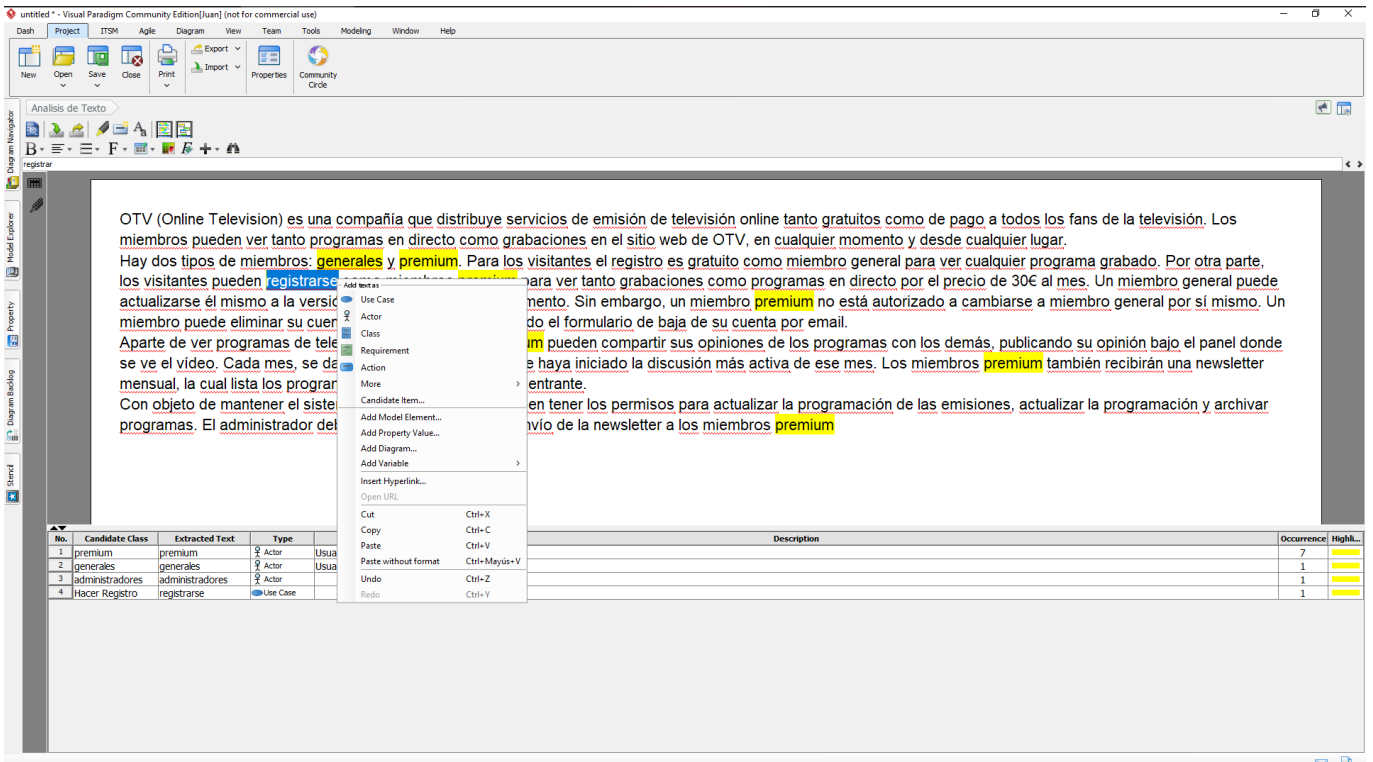 untitled * - Visual Paradigm Community Edition[Juan] (not for commercial use)
Dash Project ITSM Agile Diagram View Team Tools Modeling Window Help
New Open Save Close Print Export Import Properties Community Circle
Analisis de Texto
registrar
Diagram Navigator
Model Explorer
Property
Diagram Backlog
Stencil
OTV (Online Television) es una compañía que distribuye servicios de emisión de televisión online tanto gratuitos como de pago a todos los fans de la televisión. Los
miembros pueden ver tanto programas en directo como grabaciones en el sitio web de OTV, en cualquier momento y desde cualquier lugar.
Hay dos tipos de miembros: generales y premium. Para los visitantes el registro es gratuito como miembro general para ver cualquier programa grabado. Por otra parte,
los visitantes pueden registrarse como miembros premium para ver tanto grabaciones como programas en directo por el precio de 30€ al mes. Un miembro general puede
actualizarse él mismo a la versió mento. Sin embargo, un miembro premium no está autorizado a cambiarse a miembro general por sí mismo. Un
miembro puede eliminar su cuen do el formulario de baja de su cuenta por email.
Aparte de ver programas de tele um pueden compartir sus opiniones de los programas con los demás, publicando su opinión bajo el panel donde
se ve el vídeo. Cada mes, se da e haya iniciado la discusión más activa de ese mes. Los miembros premium también recibirán una newsletter
mensual, la cual lista los program entrante.
Con objeto de mantener el sister en tener los permisos para actualizar la programación de las emisiones, actualizar la programación y archivar
programas. El administrador deb nvío de la newsletter a los miembros premium
Add text as
Use Case
Actor
Class
Requirement
Action
More
Candidate Item...
Add Model Element...
Add Property Value...
Add Diagram...
Add Variable
Insert Hyperlink...
Open URL
Cut Ctrl+X
Copy Ctrl+C
Paste Ctrl+V
Paste without format Ctrl+Mayús+V
Undo Ctrl+Z
Redo Ctrl+Y
No. Candidate Class Extracted Text Type Description Occurrence Highli...
1 premium premium Actor Usua 7
2 generales generales Actor Usua 1
3 administradores administradores Actor 1
4 Hacer Registro registrarse Use Case 1